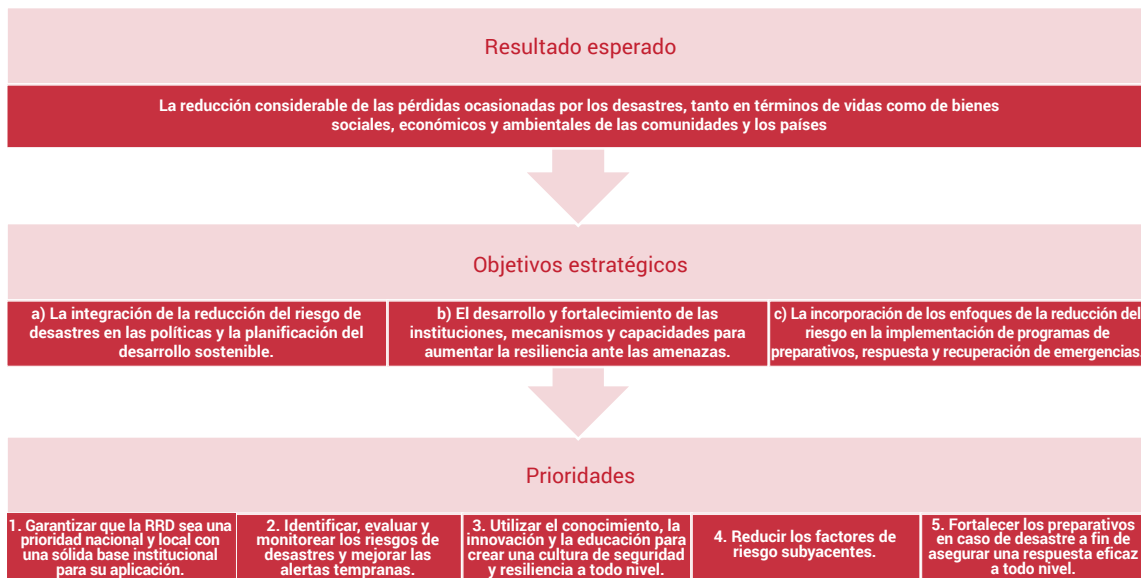 Resultado esperado
La reducción considerable de las pérdidas ocasionadas por los desastres, tanto en términos de vidas como de bienes
sociales, económicos y ambientales de las comunidades y los países
Objetivos estratégicos
a) La integración de la reducción del riesgo de
desastres en las políticas y la planificación del
desarrollo sostenible.
b) El desarrollo y fortalecimiento de las
instituciones, mecanismos y capacidades para
aumentar la resiliencia ante las amenazas.
c) La incorporación de los enfoques de la reducción del
riesgo en la implementación de programas de
preparativos, respuesta y recuperación de emergencias.
Prioridades
1. Garantizar que la RRD sea una
prioridad nacional y local con
una sólida base institucional
para su aplicación.
2. Identificar, evaluar y
monitorear los riesgos de
desastres y mejorar las
alertas tempranas.
3. Utilizar el conocimiento, la
innovación y la educación para
crear una cultura de seguridad
y resiliencia a todo nivel.
4. Reducir los factores de
riesgo subyacentes.
5. Fortalecer los preparativos
en caso de desastre a fin de
asegurar una respuesta eficaz
a todo nivel.